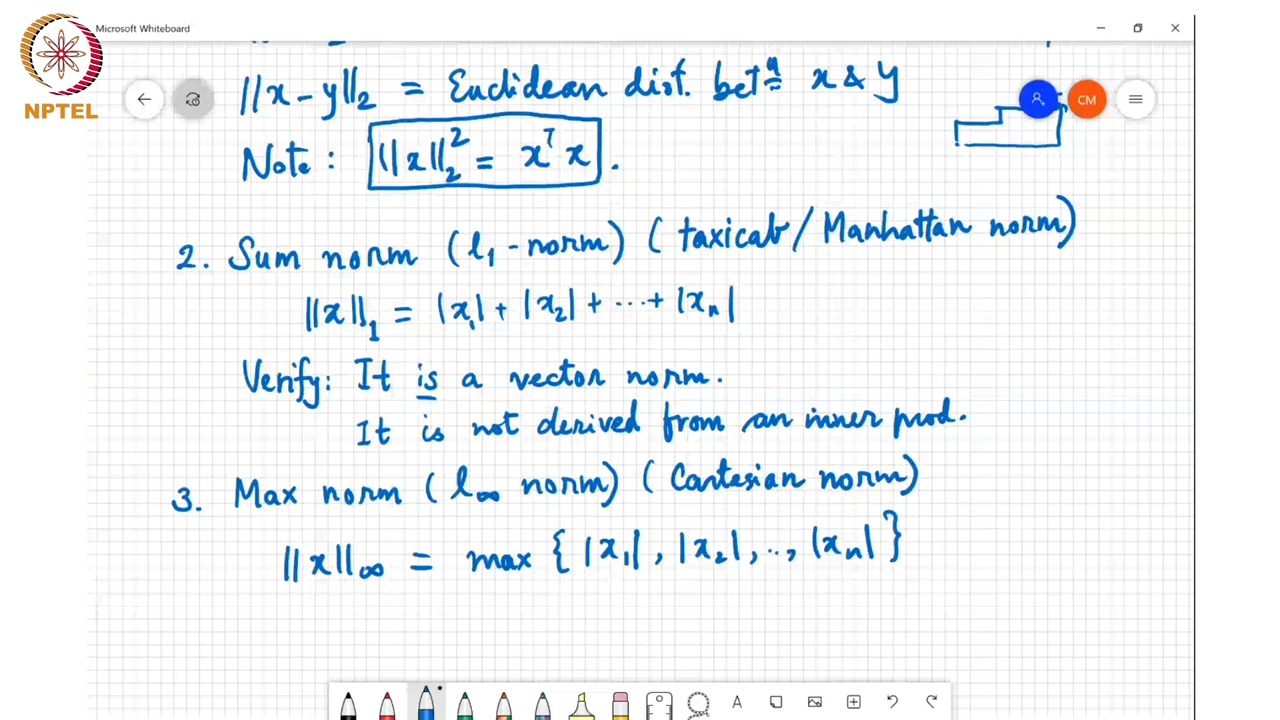 Microsoft Whiteboard
NPTEL
||x-y||₂ = Euclidean dist. betⁿ x & y
CM
Note: ||x||₂² = xᵀx.
2. Sum norm (l₁-norm) (taxicab/Manhattan norm)
||x||₁ = |x₁| + |x₂| + ... + |xₙ|
Verify: It is a vector norm.
It is not derived from an inner prod.
3. Max norm (l∞ norm) (Cartesian norm)
||x||∞ = max {|x₁|, |x₂|, .., |xₙ|}